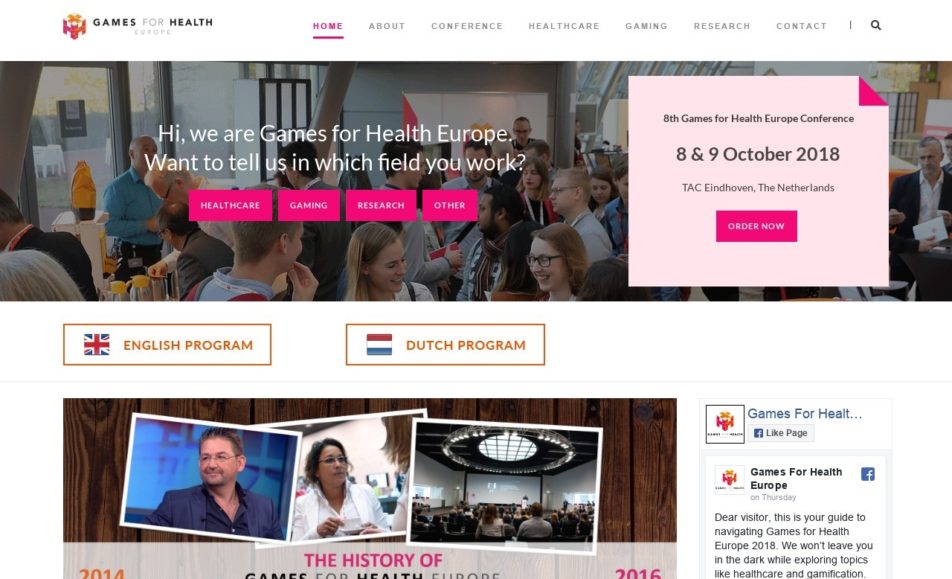 GAMES FOR HEALTH
EUROPE
HOME ABOUT CONFERENCE HEALTHCARE GAMING RESEARCH CONTACT
Hi, we are Games for Health Europe.
Want to tell us in which field you work?
HEALTHCARE GAMING RESEARCH OTHER
8th Games for Health Europe Conference
8 & 9 October 2018
TAC Eindhoven, The Netherlands
ORDER NOW
ENGLISH PROGRAM DUTCH PROGRAM
THE HISTORY OF
2014 GAMES FOR HEALTH EUROPE 2016
GAMES FOR HEALTH
Games For Healt…
Like Page
Games For Health
Europe
on Thursday
Dear visitor, this is your guide to
navigating Games for Health
Europe 2018. We won’t leave you
in the dark while exploring topics
like healthcare and gamification.